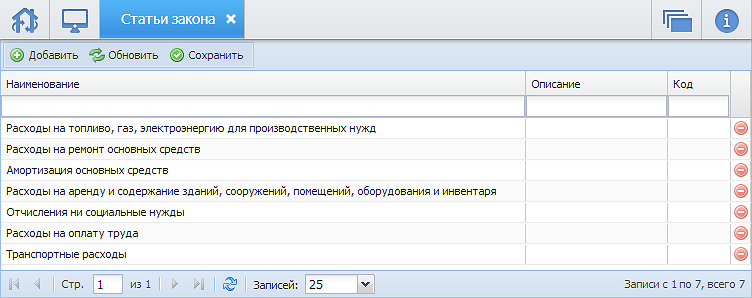 Статьи закона
Добавить Обновить Сохранить
Наименование Описание Код
Расходы на топливо, газ, электроэнергию для производственных нужд
Расходы на ремонт основных средств
Амортизация основных средств
Расходы на аренду и содержание зданий, сооружений, помещений, оборудования и инвентаря
Отчисления ни социальные нужды
Расходы на оплату труда
Транспортные расходы
Стр. 1 из 1 Записей: 25 Записи с 1 по 7, всего 7